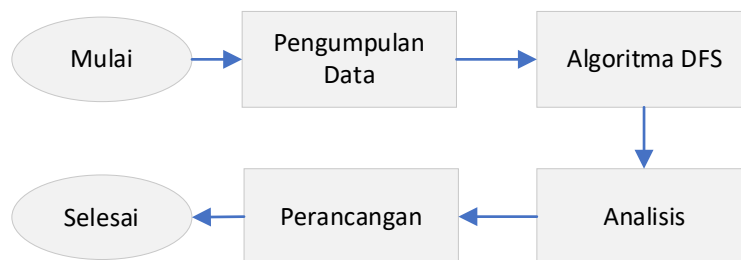 Mulai
Pengumpulan
Data
Algoritma DFS
Analisis
Perancangan
Selesai